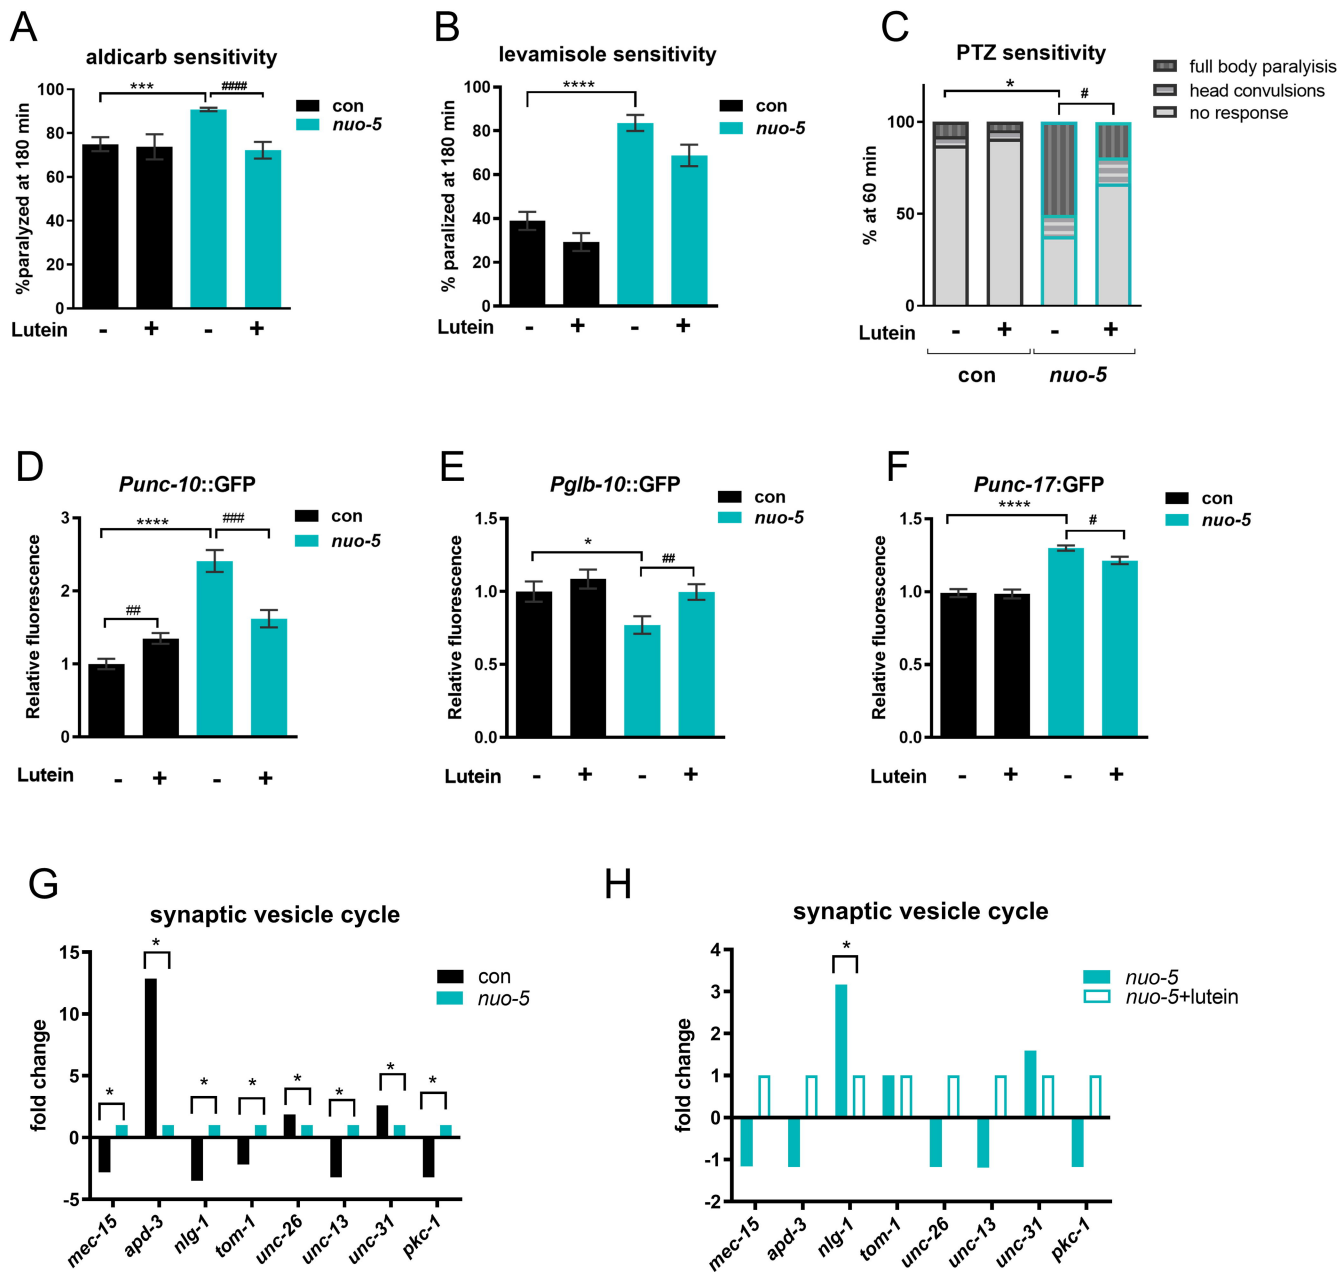 A
aldicarb sensitivity
%paralyzed at 180 min
100
80
60
40
20
0
***
####
con
nuo-5
Lutein - + - +
B
levamisole sensitivity
% paralized at 180 min
100
80
60
40
20
0
****
con
nuo-5
Lutein - + - +
C
PTZ sensitivity
% at 60 min
100
50
0
*
#
full body paralyisis
head convulsions
no response
Lutein - + - +
con nuo-5
D
Punc-10::GFP
Relative fluorescence
3
2
1
0
****
###
##
con
nuo-5
Lutein - + - +
E
Pglb-10::GFP
Relative fluorescence
1.5
1.0
0.5
0.0
*
##
con
nuo-5
Lutein - + - +
F
Punc-17:GFP
Relative fluorescence
1.5
1.0
0.5
0.0
****
#
con
nuo-5
Lutein - + - +
G
synaptic vesicle cycle
fold change
15
10
5
0
-5
* * * * * * * *
con
nuo-5
mec-15 apd-3 nlg-1 tom-1 unc-26 unc-13 unc-31 pkc-1
H
synaptic vesicle cycle
fold change
4
3
2
1
0
-1
-2
*
nuo-5
nuo-5+lutein
mec-15 apd-3 nlg-1 tom-1 unc-26 unc-13 unc-31 pkc-1